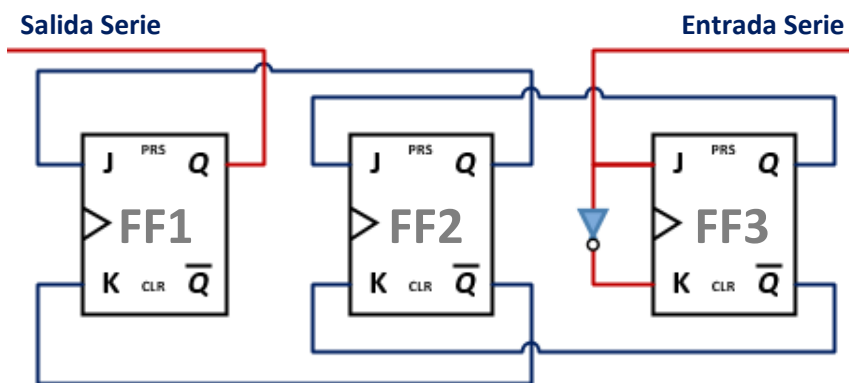 Salida Serie Entrada Serie
J PRS Q J PRS Q J PRS Q
FF1 FF2 FF3
K CLR Q̅ K CLR Q̅ K CLR Q̅